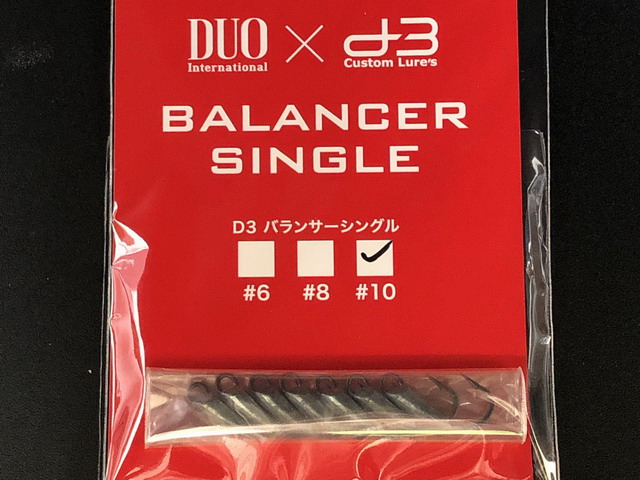 DUO × d3
International Custom Lure's
BALANCER
SINGLE
D3 バランサーシングル
#6 #8 #10